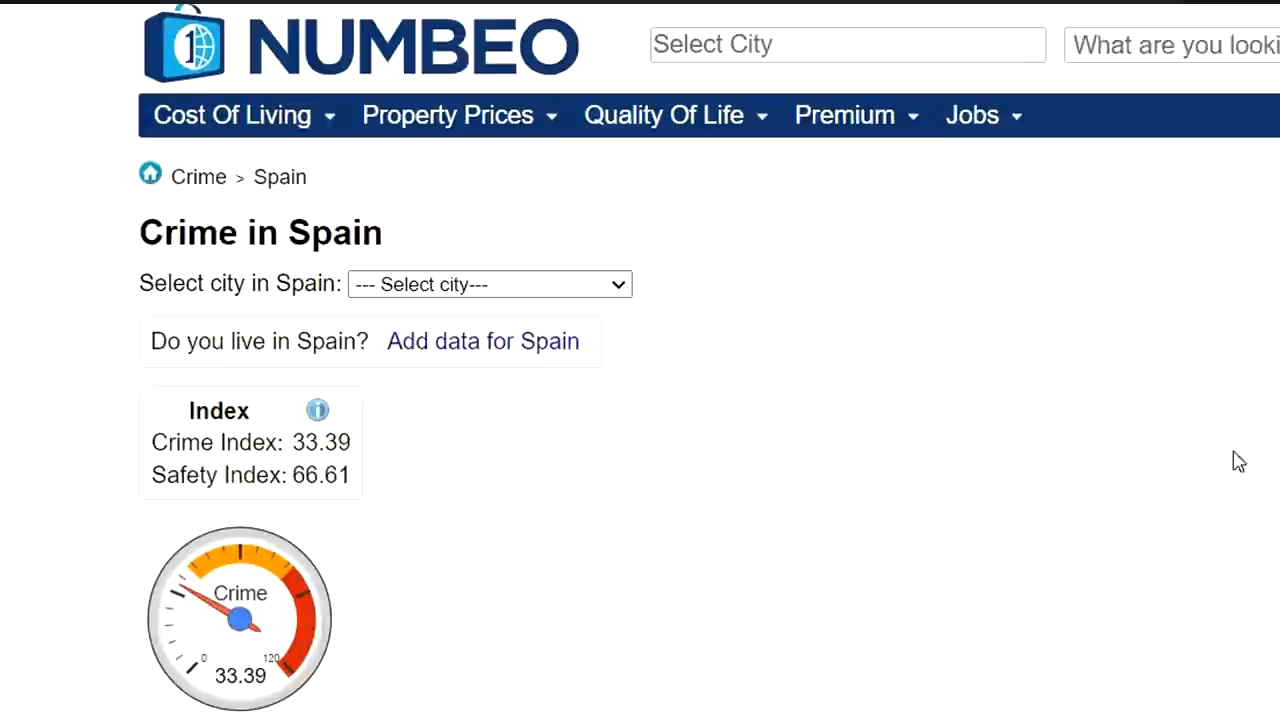 1 NUMBEO
Select City
What are you looki
Cost Of Living Property Prices Quality Of Life Premium Jobs
Crime > Spain
Crime in Spain
Select city in Spain: --- Select city---
Do you live in Spain? Add data for Spain
Index i
Crime Index: 33.39
Safety Index: 66.61
Crime
0 120
33.39